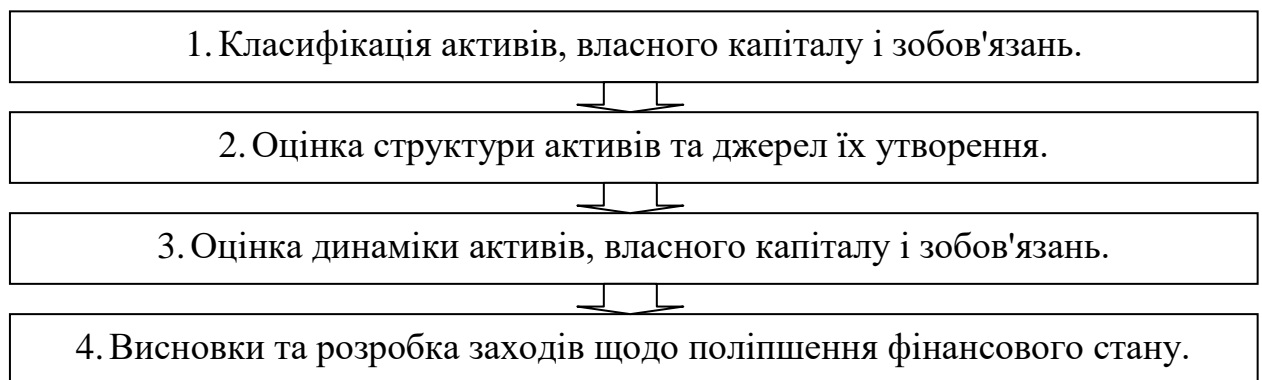 1. Класифікація активів, власного капіталу і зобов'язань.
2. Оцінка структури активів та джерел їх утворення.
3. Оцінка динаміки активів, власного капіталу і зобов'язань.
4. Висновки та розробка заходів щодо поліпшення фінансового стану.